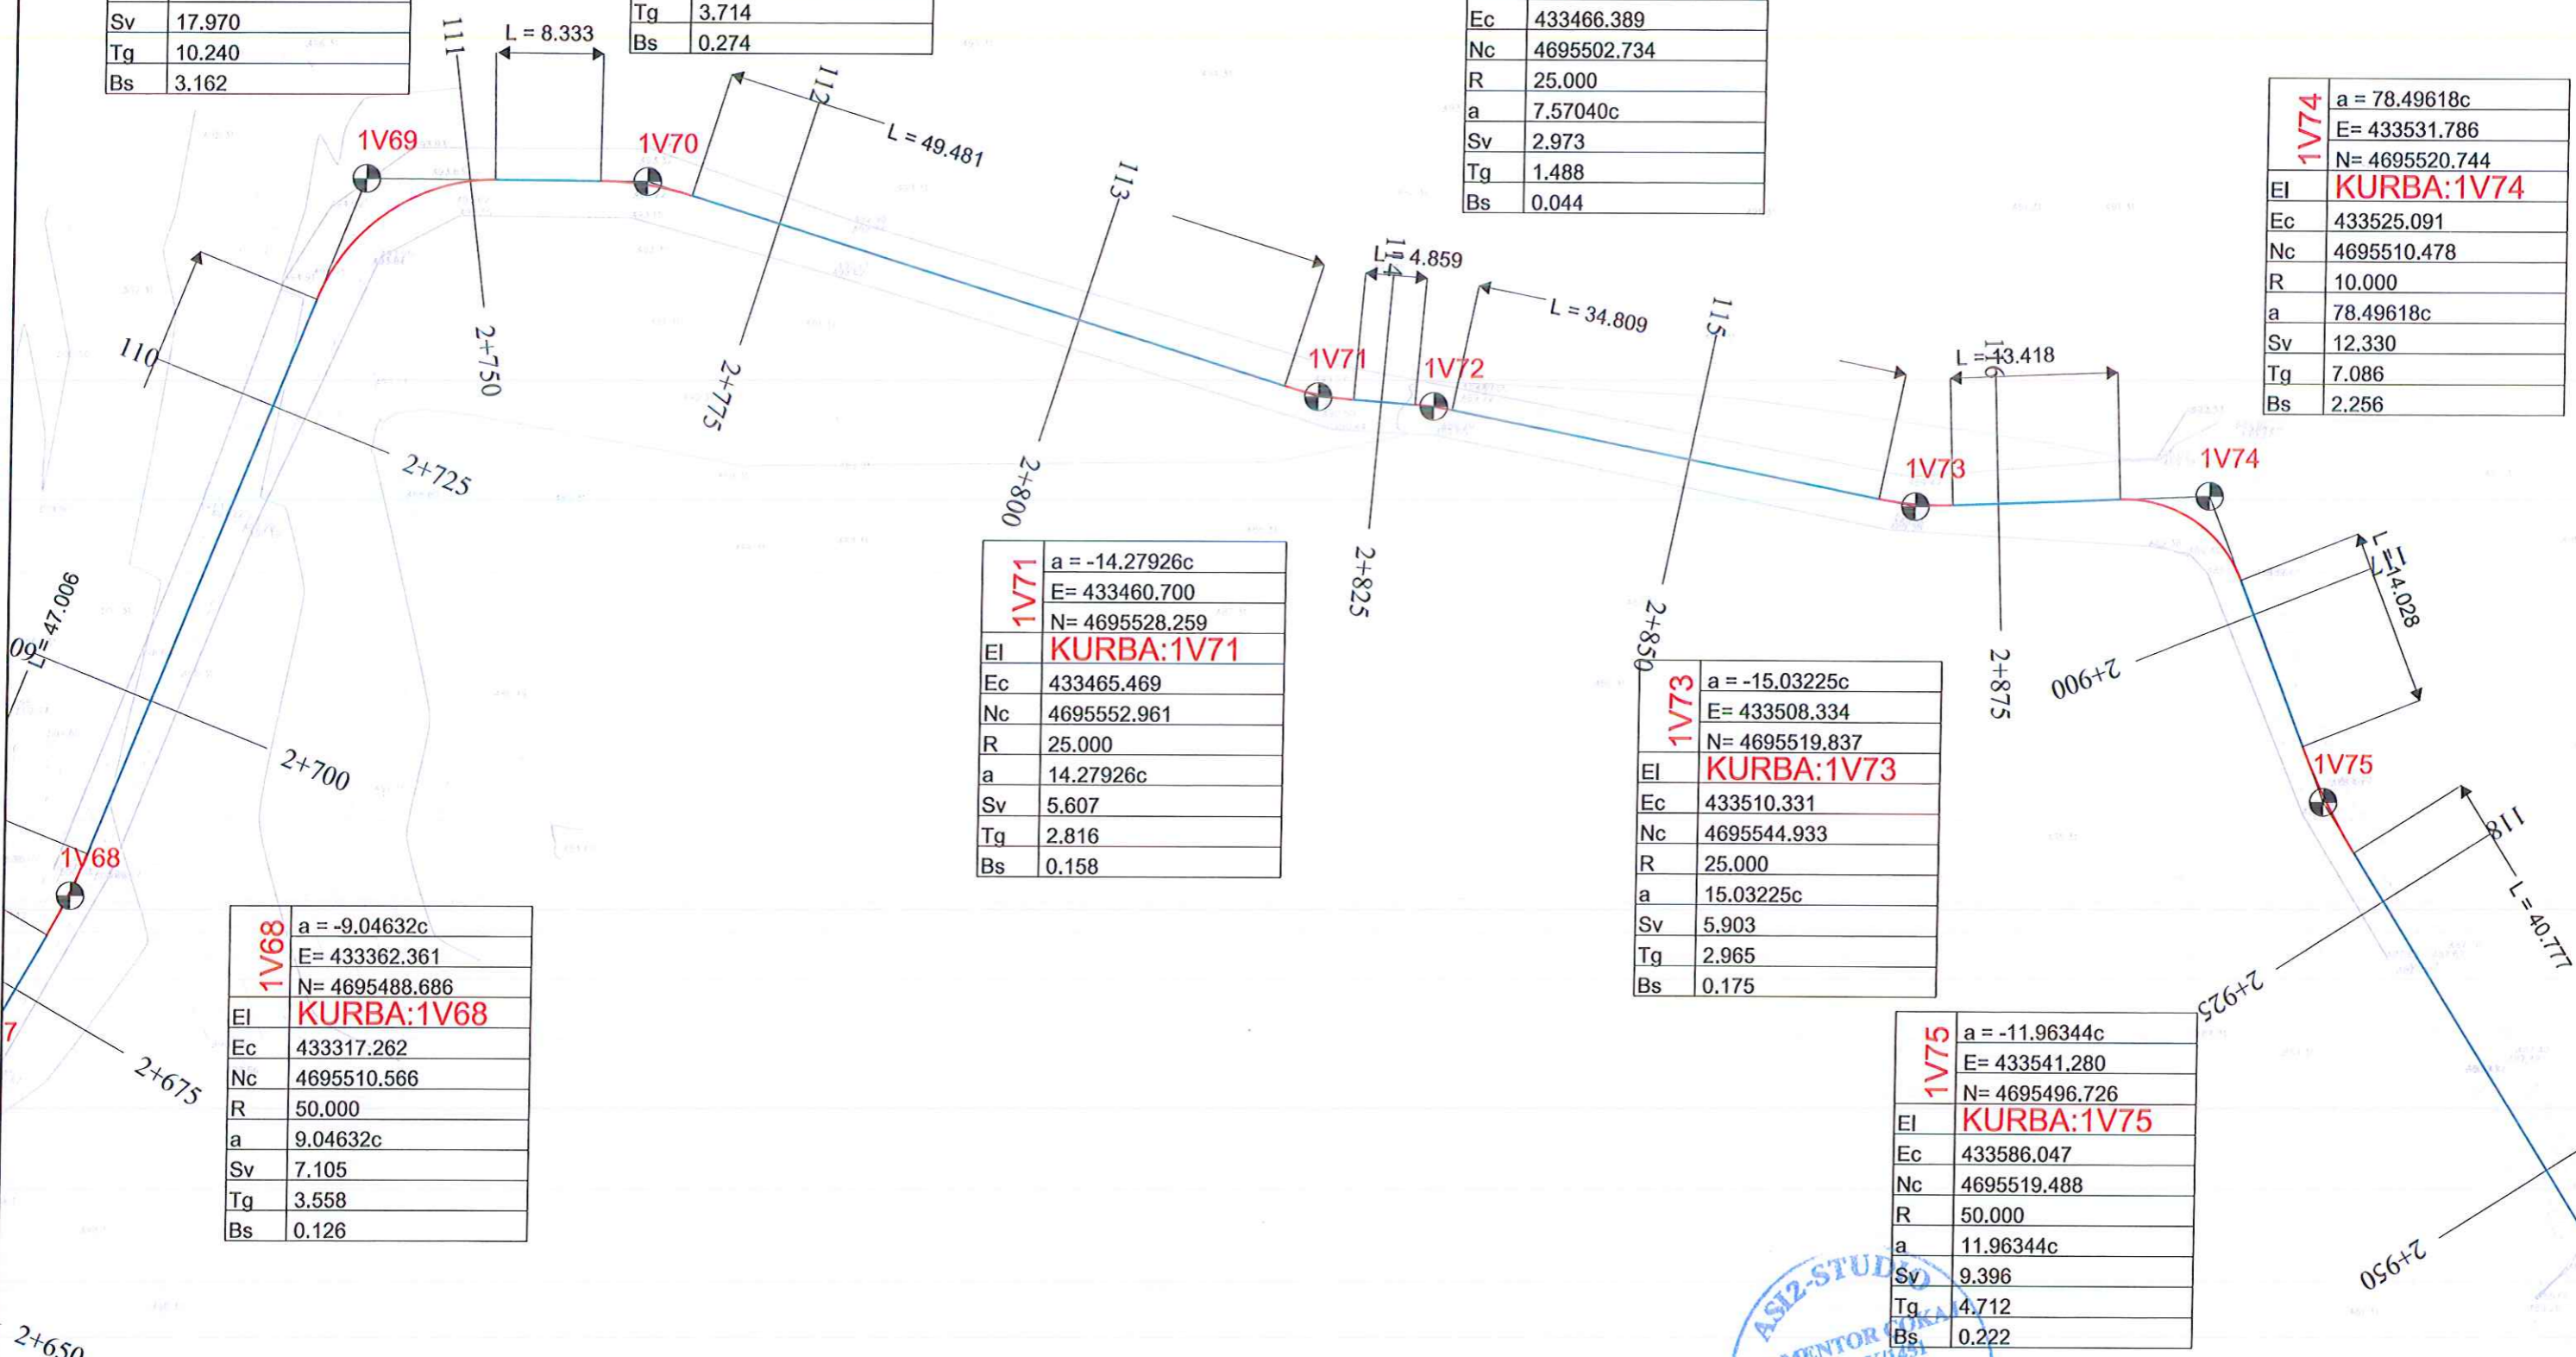 Sv 17.970
Tg 10.240
Bs 3.162
Tg 3.714
Bs 0.274
Ec 433466.389
Nc 4695502.734
R 25.000
a 7.57040c
Sv 2.973
Tg 1.488
Bs 0.044
1V74
a = 78.49618c
E= 433531.786
N= 4695520.744
El KURBA:1V74
Ec 433525.091
Nc 4695510.478
R 10.000
a 78.49618c
Sv 12.330
Tg 7.086
Bs 2.256
111
L = 8.333
112
L = 49.481
1V69
1V70
113
114
L = 4.859
L = 34.809
115
116
L = 13.418
110
2+750
2+775
1V71
1V72
1V73
1V74
2+725
2+800
2+825
2+850
2+875
2+900
117
L = 14.028
L = 47.006
2+700
1V71
a = -14.27926c
E= 433460.700
N= 4695528.259
El KURBA:1V71
Ec 433465.469
Nc 4695552.961
R 25.000
a 14.27926c
Sv 5.607
Tg 2.816
Bs 0.158
1V73
a = -15.03225c
E= 433508.334
N= 4695519.837
El KURBA:1V73
Ec 433510.331
Nc 4695544.933
R 25.000
a 15.03225c
Sv 5.903
Tg 2.965
Bs 0.175
1V75
118
L = 40.777
2+925
1V68
7
2+675
1V68
a = -9.04632c
E= 433362.361
N= 4695488.686
El KURBA:1V68
Ec 433317.262
Nc 4695510.566
R 50.000
a 9.04632c
Sv 7.105
Tg 3.558
Bs 0.126
1V75
a = -11.96344c
E= 433541.280
N= 4695496.726
El KURBA:1V75
Ec 433586.047
Nc 4695519.488
R 50.000
a 11.96344c
Sv 9.396
Tg 4.712
Bs 0.222
2+950
2+650
ASI2-STUDIO
MENTOR COKAJ